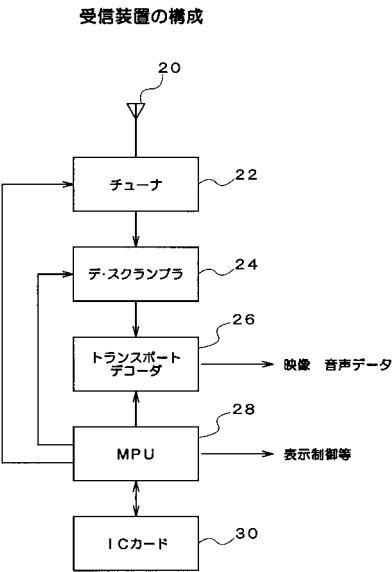 受信装置の構成
20
チューナ
22
デ・スクランブラ
24
26
トランスポート
デコーダ
映像 音声データ
28
MPU
表示制御等
ICカード
30